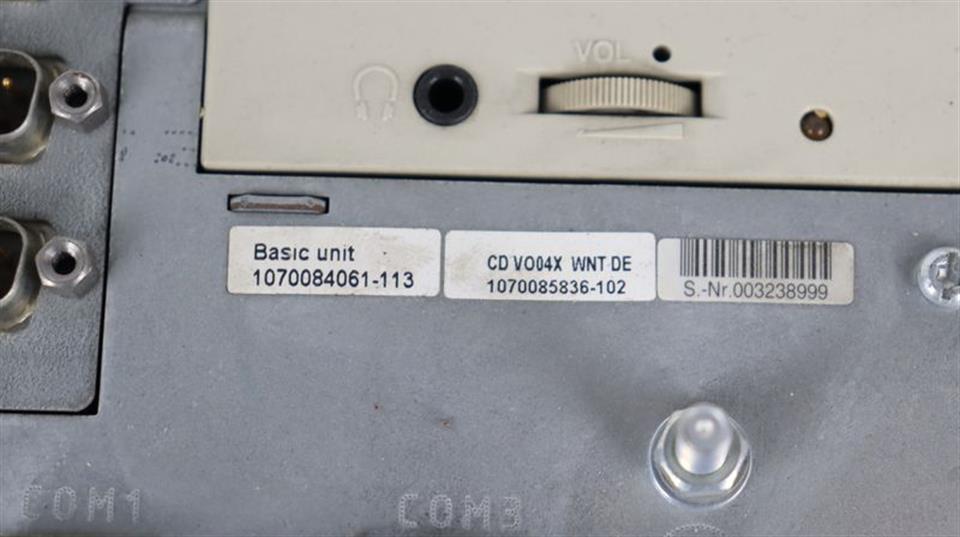 VOL
Basic unit
1070084061-113
CD VO04X WNT DE
1070085836-102
S.-Nr.003238999
COM1
COM3